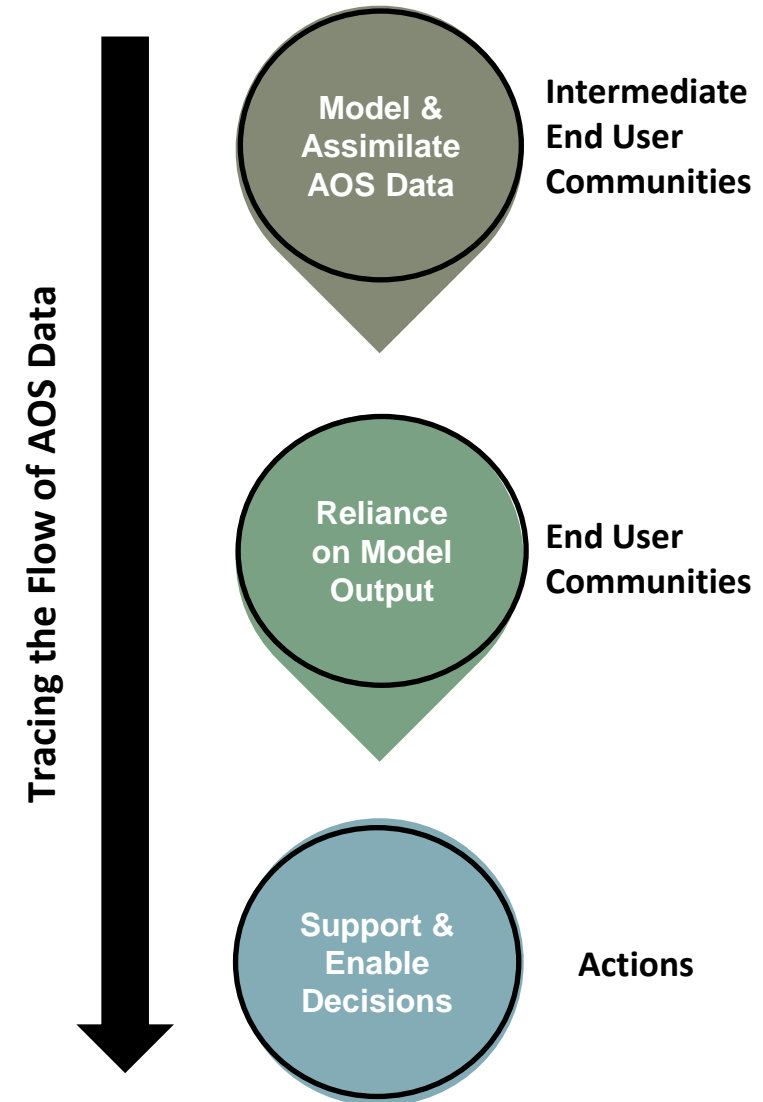 Tracing the Flow of AOS Data
Model &
Assimilate
AOS Data
Intermediate
End User
Communities
Reliance
on Model
Output
End User
Communities
Support &
Enable
Decisions
Actions